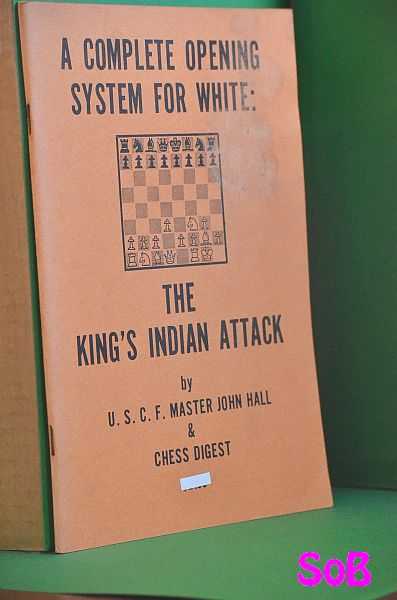 A COMPLETE OPENING
SYSTEM FOR WHITE:
THE
KING'S INDIAN ATTACK
by
U. S. C. F. MASTER JOHN HALL
&
CHESS DIGEST
SoB